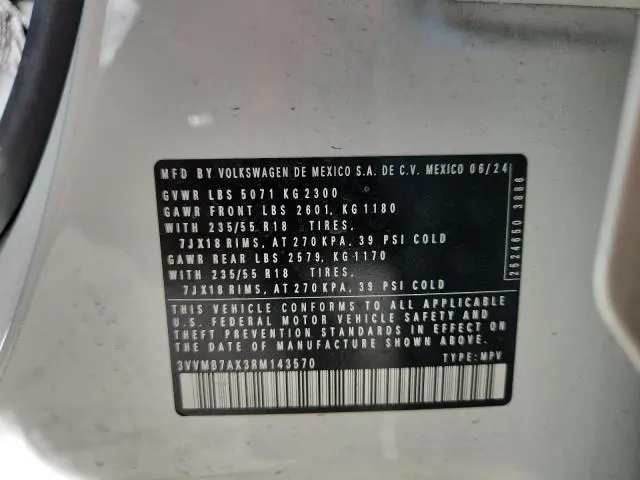 MFD BY VOLKSWAGEN DE MEXICO S.A. DE C.V. MEXICO 06/24
GVWR LBS 5071 KG 2300
GAWR FRONT LBS 2601, KG 1180
WITH 235/55 R18 TIRES,
7JX18 RIMS, AT 270 KPA, 39 PSI COLD
GAWR REAR LBS 2579, KG 1170
WITH 235/55 R18 TIRES,
7JX18 RIMS, AT 270 KPA, 39 PSI COLD
THIS VEHICLE CONFORMS TO ALL APPLICABLE
U.S. FEDERAL MOTOR VEHICLE SAFETY AND
THEFT PREVENTION STANDARDS IN EFFECT ON
THE DATE OF MANUFACTURE SHOWN ABOVE.
3VVMB7AX3RM143570 TYPE: MPV
2524650 3886